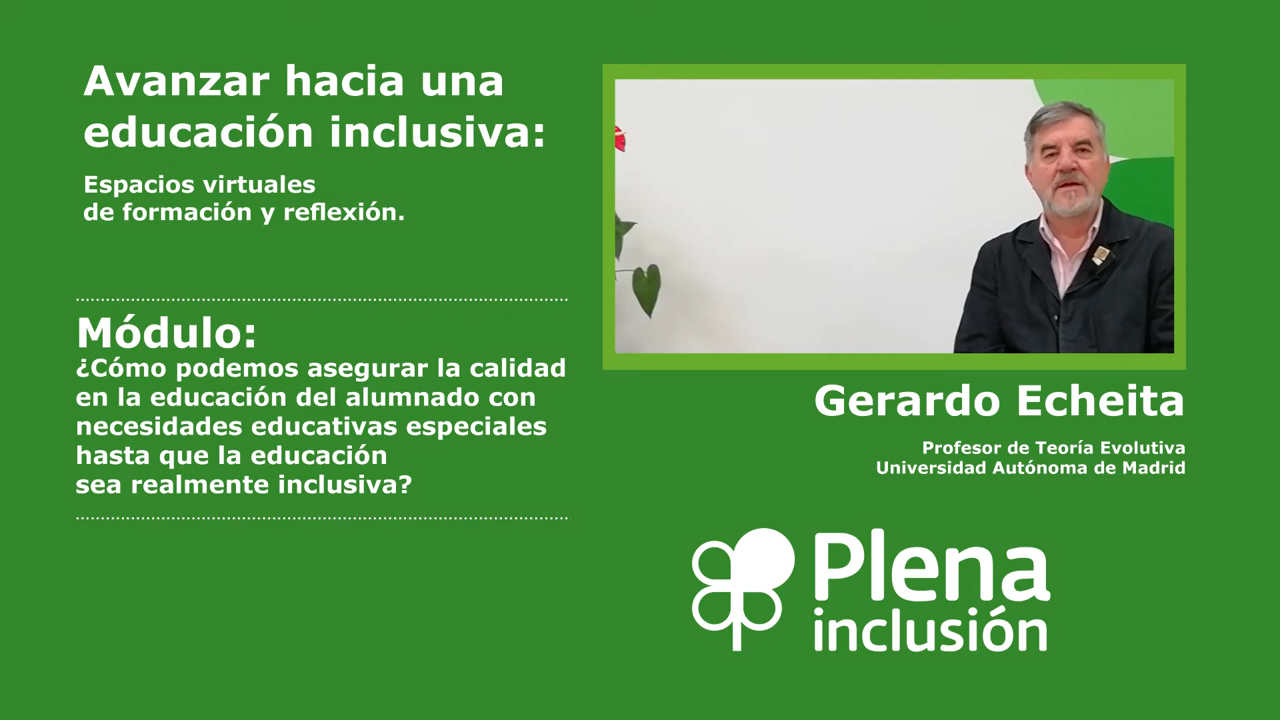 Avanzar hacia una
educación inclusiva:
Espacios virtuales
de formación y reflexión.
Módulo:
¿Cómo podemos asegurar la calidad
en la educación del alumnado con
necesidades educativas especiales
hasta que la educación
sea realmente inclusiva?
Gerardo Echeita
Profesor de Teoría Evolutiva
Universidad Autónoma de Madrid
Plena
inclusión